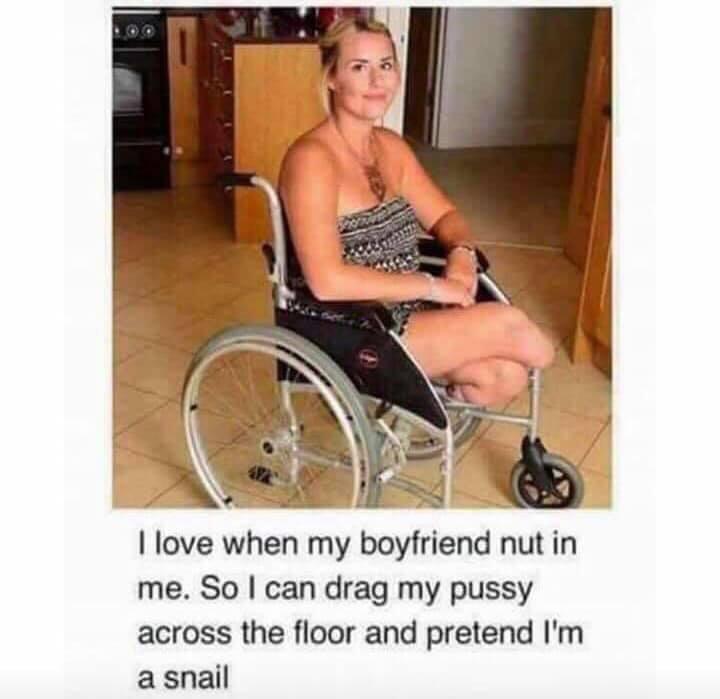 I love when my boyfriend nut in
me. So I can drag my pussy
across the floor and pretend I'm
a snail